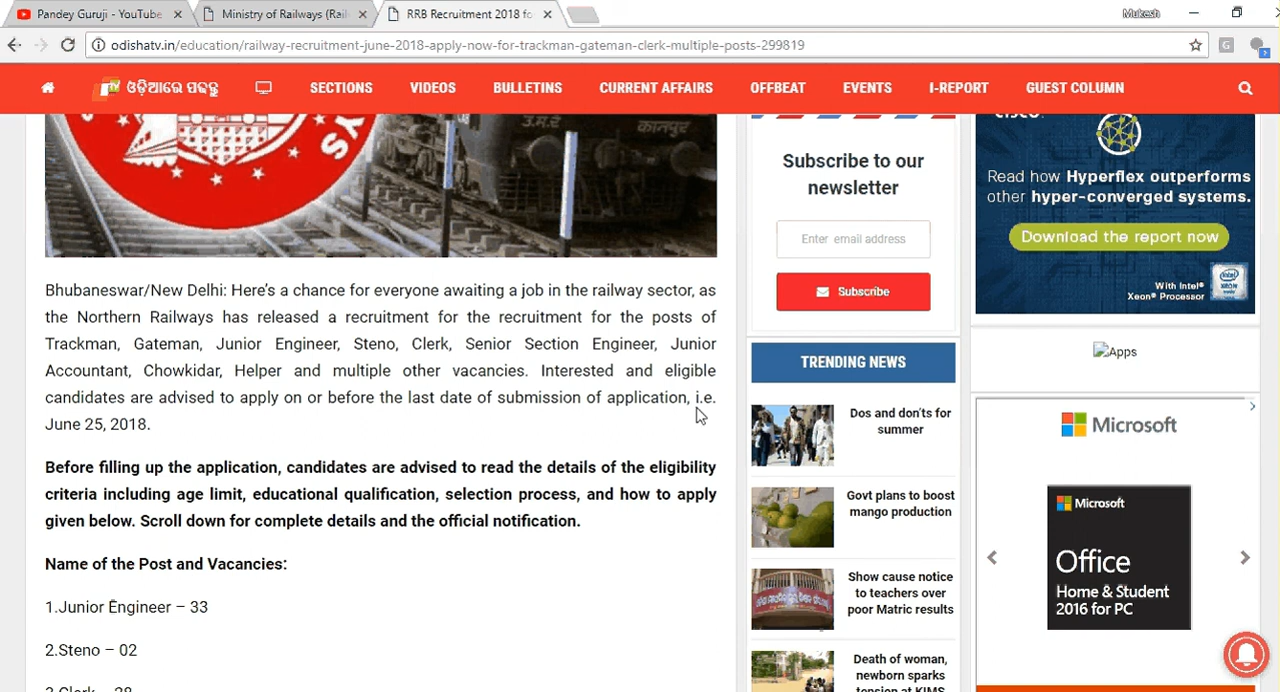 Pandey Guruji - YouTube
Ministry of Railways (Rail
RRB Recruitment 2018 fo
Mukesh
odishatv.in/education/railway-recruitment-june-2018-apply-now-for-trackman-gateman-clerk-multiple-posts-299819
ଓଡ଼ିଆରେ ପଢନ୍ତୁ
SECTIONS
VIDEOS
BULLETINS
CURRENT AFFAIRS
OFFBEAT
EVENTS
I-REPORT
GUEST COLUMN
उ.म.रे
कानपुर
Bhubaneswar/New Delhi: Here's a chance for everyone awaiting a job in the railway sector, as
the Northern Railways has released a recruitment for the recruitment for the posts of
Trackman, Gateman, Junior Engineer, Steno, Clerk, Senior Section Engineer, Junior
Accountant, Chowkidar, Helper and multiple other vacancies. Interested and eligible
candidates are advised to apply on or before the last date of submission of application, i.e.
June 25, 2018.
Before filling up the application, candidates are advised to read the details of the eligibility
criteria including age limit, educational qualification, selection process, and how to apply
given below. Scroll down for complete details and the official notification.
Name of the Post and Vacancies:
1.Junior Engineer – 33
2.Steno – 02
3.Clerk – 28
Subscribe to our
newsletter
Enter email address
Subscribe
TRENDING NEWS
Dos and don'ts for
summer
Govt plans to boost
mango production
Show cause notice
to teachers over
poor Matric results
Death of woman,
newborn sparks
tension at KIMS
CISCO
Read how Hyperflex outperforms
other hyper-converged systems.
Download the report now
With Intel®
Xeon® Processor
Apps
Microsoft
Microsoft
Office
Home & Student
2016 for PC